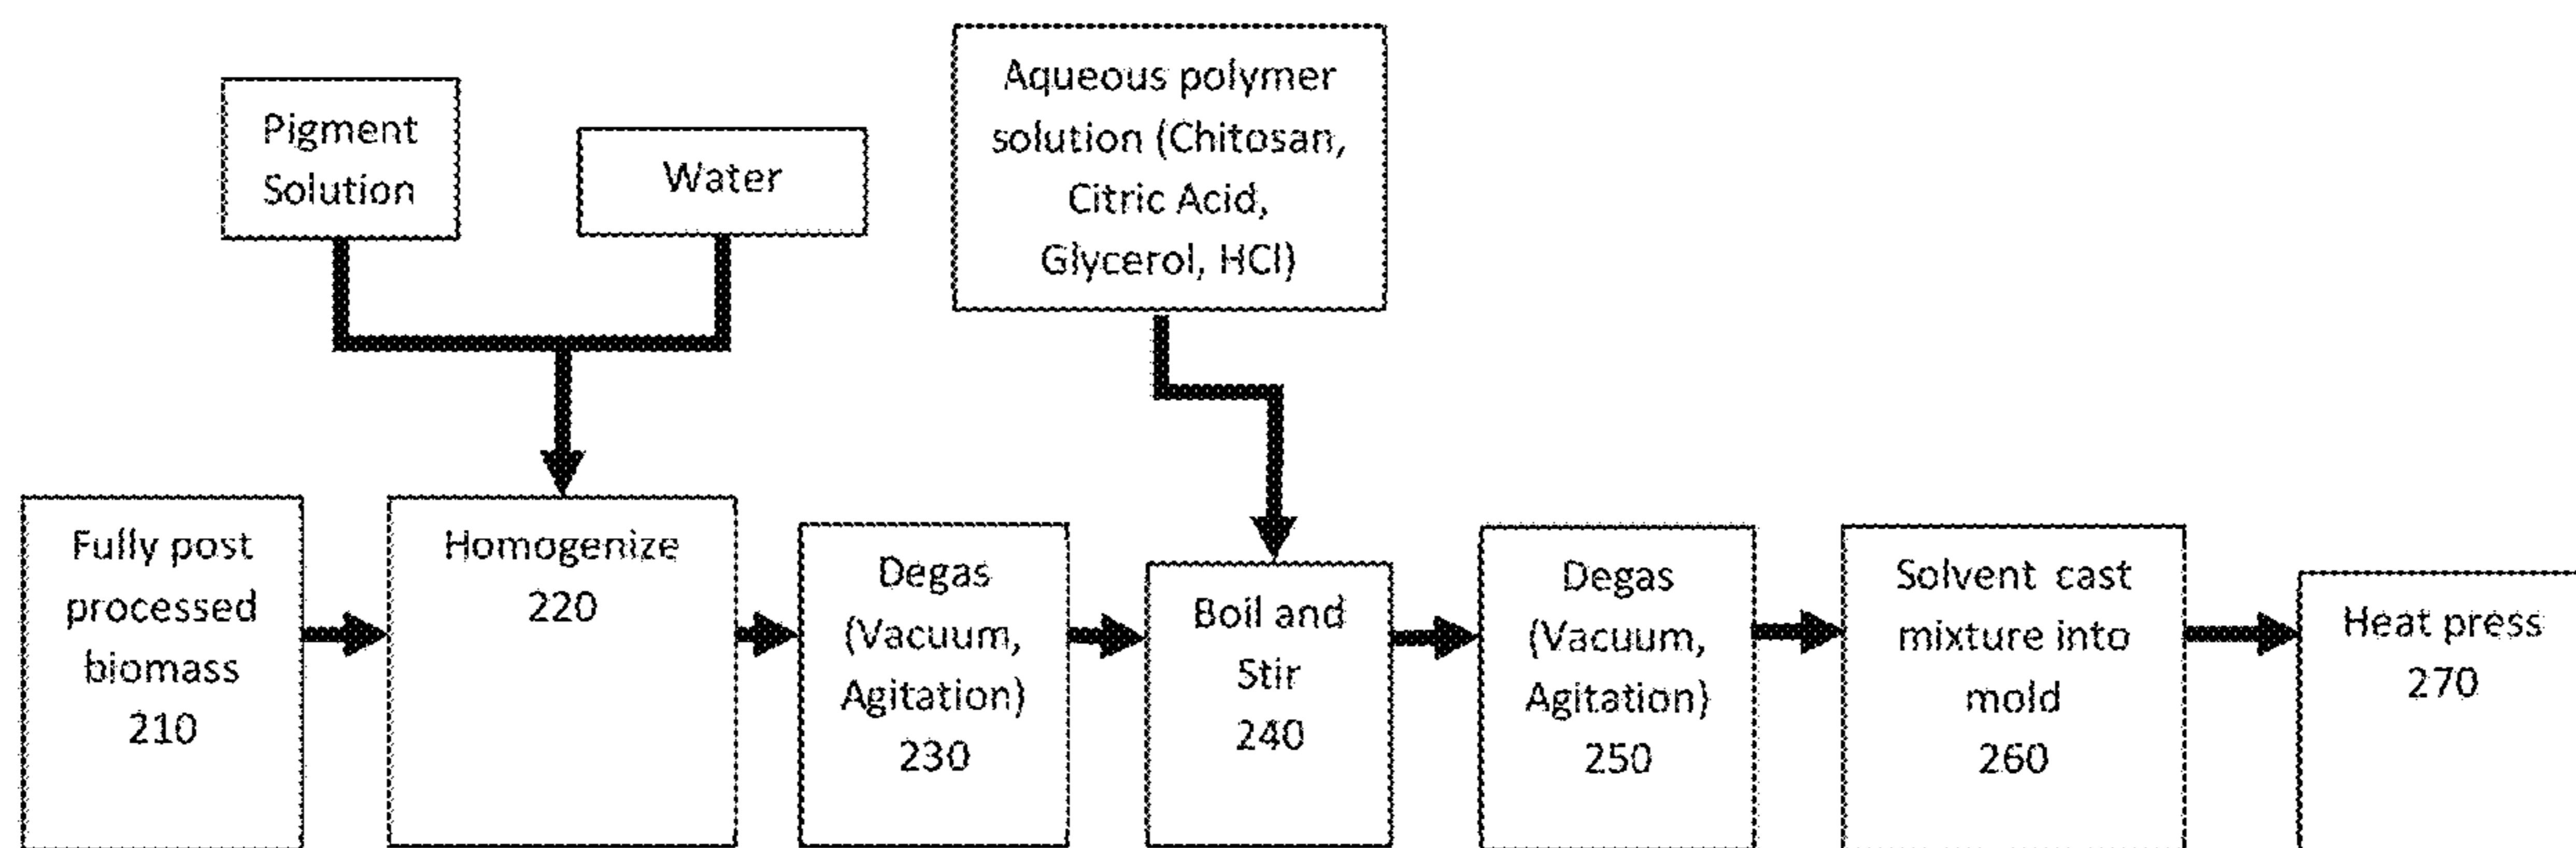 Pigment
Solution
Water
Aqueous polymer
solution (Chitosan,
Citric Acid,
Glycerol, HCl)
Fully post
processed
biomass
210
Homogenize
220
Degas
(Vacuum,
Agitation)
230
Boil and
Stir
240
Degas
(Vacuum,
Agitation)
250
Solvent cast
mixture into
mold
260
Heat press
270